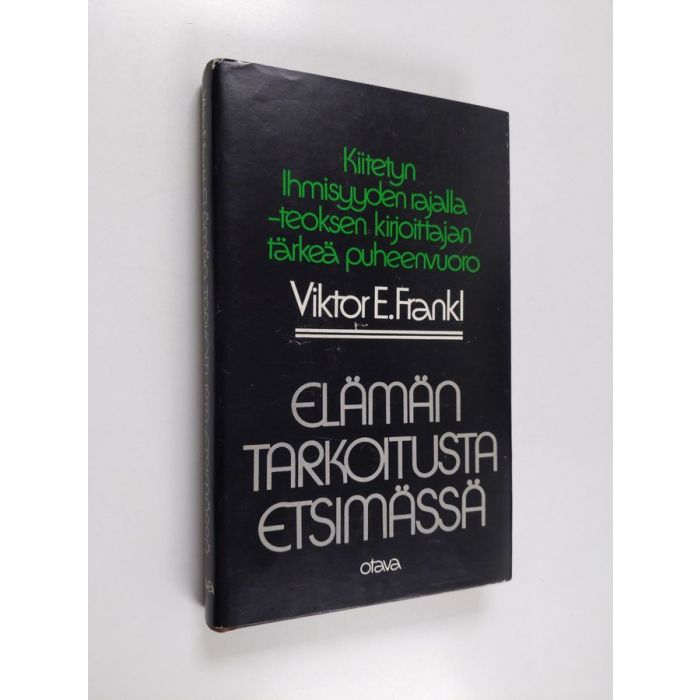 Kiitetyn
Ihmisyyden rajalla
-teoksen kirjoittajan
tärkeä puheenvuoro
Viktor E. Frankl
ELÄMÄN
TARKOITUSTA
ETSIMÄSSÄ
otava